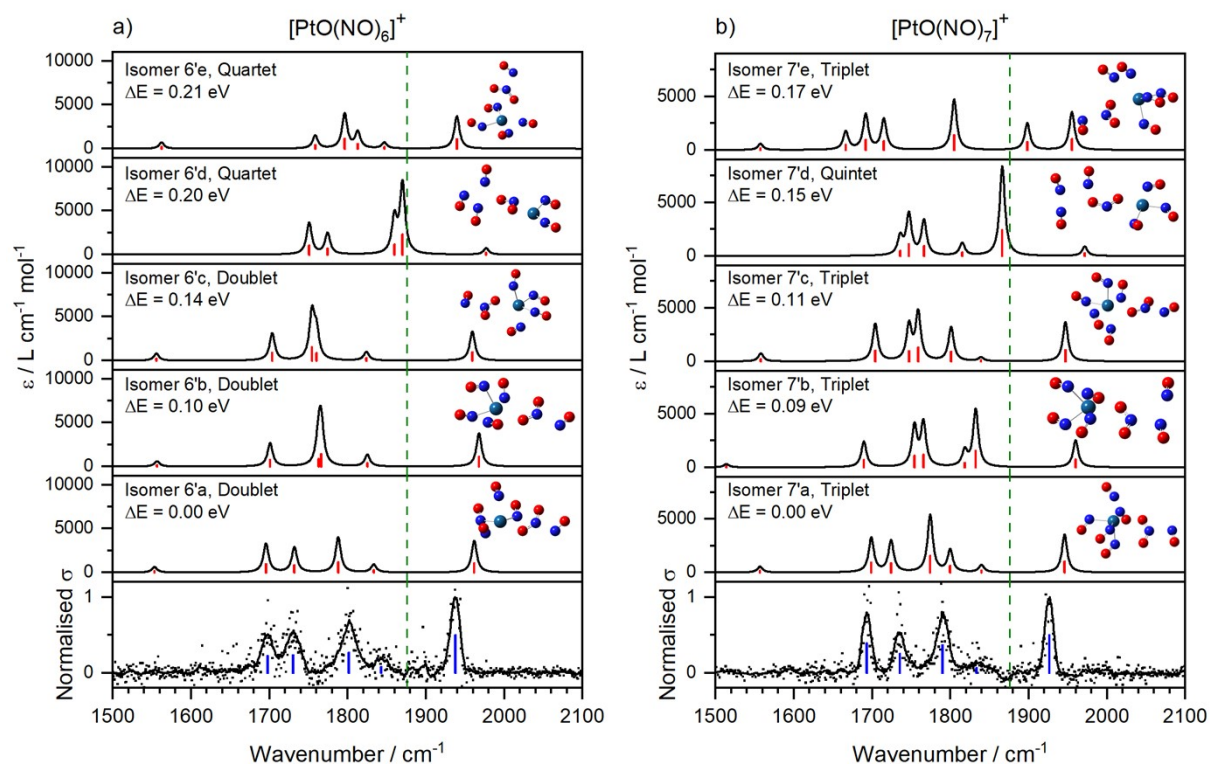 a)
[PtO(NO)6]+
Isomer 6'e, Quartet
ΔE = 0.21 eV
Isomer 6'd, Quartet
ΔE = 0.20 eV
Isomer 6'c, Doublet
ΔE = 0.14 eV
Isomer 6'b, Doublet
ΔE = 0.10 eV
Isomer 6'a, Doublet
ΔE = 0.00 eV
10000
5000
0
10000
5000
0
10000
5000
0
10000
5000
0
10000
5000
0
1
0
ε / L cm-1 mol-1
Normalised σ
1500 1600 1700 1800 1900 2000 2100
Wavenumber / cm-1
b)
[PtO(NO)7]+
Isomer 7'e, Triplet
ΔE = 0.17 eV
Isomer 7'd, Quintet
ΔE = 0.15 eV
Isomer 7'c, Triplet
ΔE = 0.11 eV
Isomer 7'b, Triplet
ΔE = 0.09 eV
Isomer 7'a, Triplet
ΔE = 0.00 eV
10000
5000
0
5000
0
5000
0
5000
0
5000
0
1
0
ε / L cm-1 mol-1
Normalised σ
1500 1600 1700 1800 1900 2000 2100
Wavenumber / cm-1